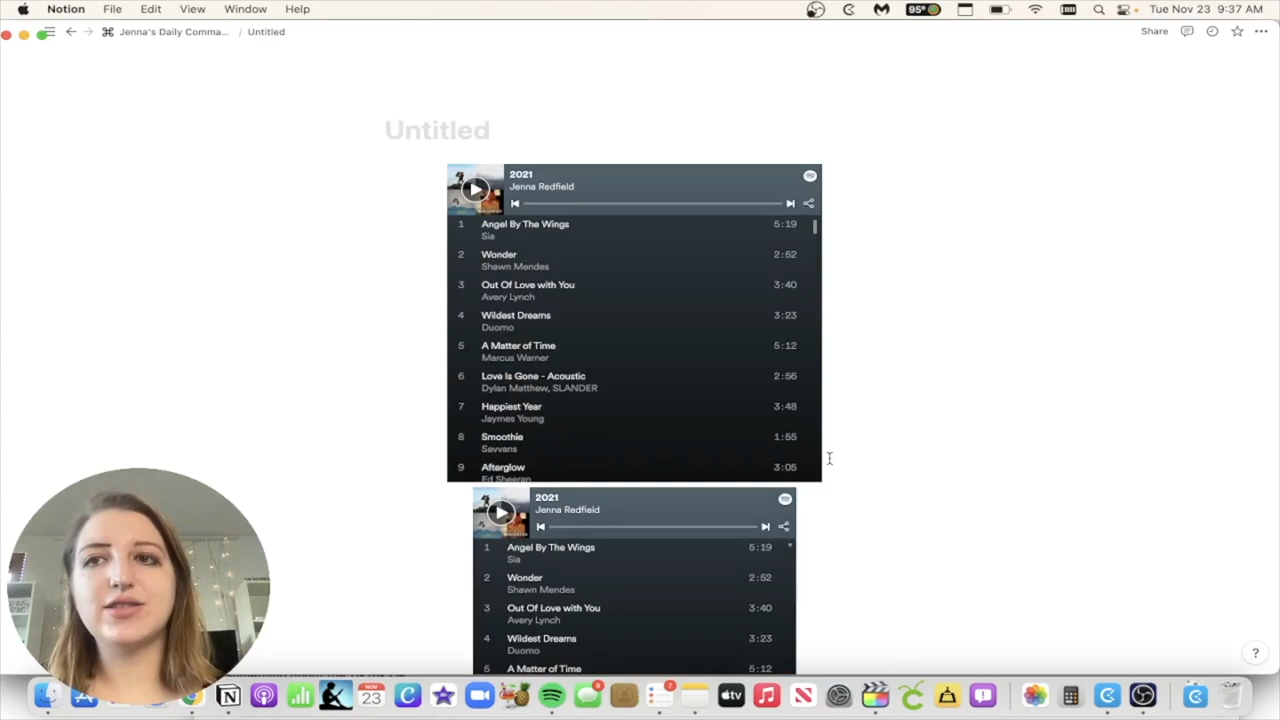 Notion File Edit View Window Help 95° Tue Nov 23 9:37 AM
Jenna's Daily Comma... / Untitled Share
Untitled
2021
Jenna Redfield
1 Angel By The Wings 5:19
Sia
2 Wonder 2:52
Shawn Mendes
3 Out Of Love with You 3:40
Avery Lynch
4 Wildest Dreams 3:23
Duomo
5 A Matter of Time 5:12
Marcus Warner
6 Love Is Gone - Acoustic 2:56
Dylan Matthew, SLANDER
7 Happiest Year 3:48
Jaymes Young
8 Smoothie 1:55
Sevvans
9 Afterglow 3:05
Ed Sheeran
2021
Jenna Redfield
1 Angel By The Wings 5:19
Sia
2 Wonder 2:52
Shawn Mendes
3 Out Of Love with You 3:40
Avery Lynch
4 Wildest Dreams 3:23
Duomo
5 A Matter of Time 5:12
?
NOV
23
tv